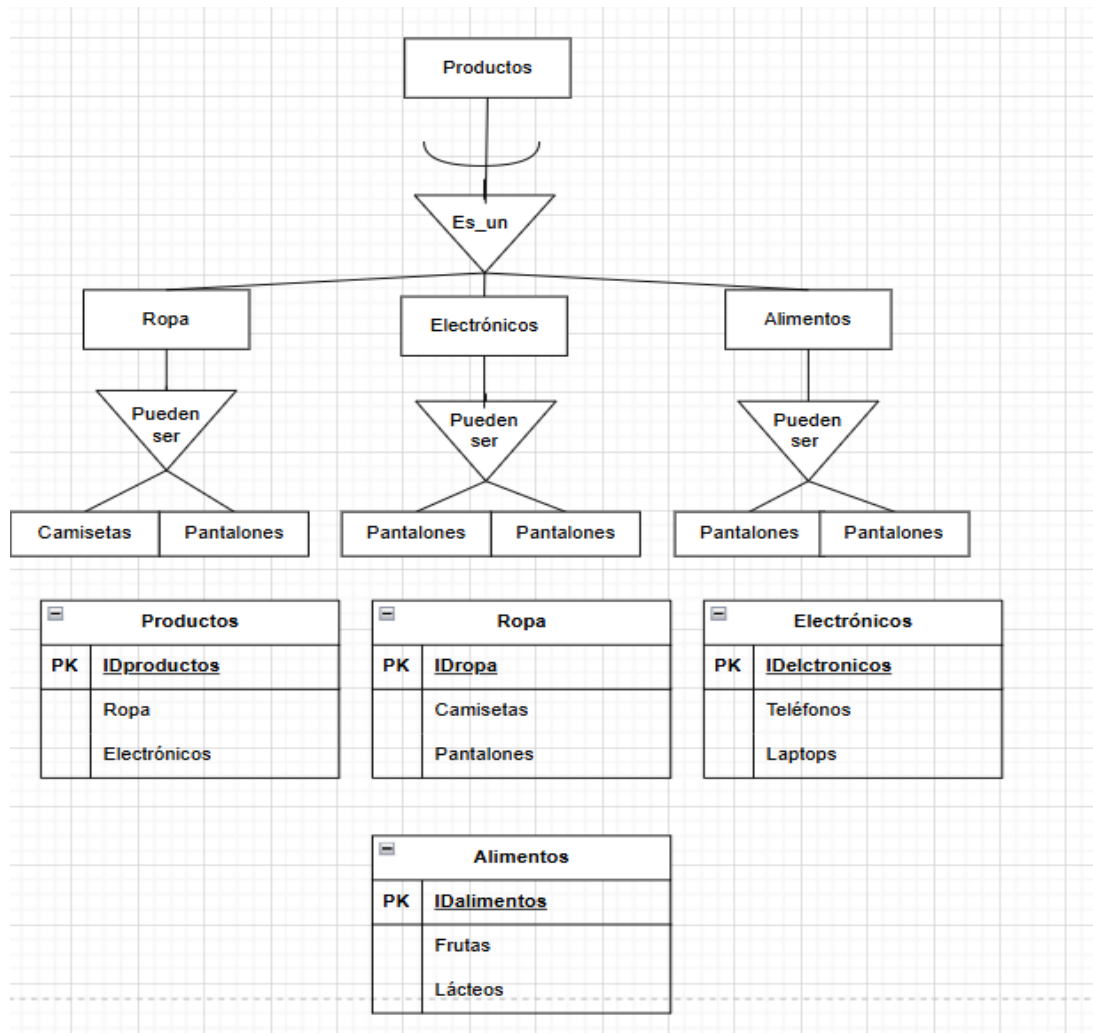 Productos
Es_un
Ropa
Electrónicos
Alimentos
Pueden
ser
Pueden
ser
Pueden
ser
Camisetas
Pantalones
Pantalones
Pantalones
Pantalones
Pantalones
Productos
PK IDproductos
Ropa
Electrónicos
Ropa
PK IDropa
Camisetas
Pantalones
Electrónicos
PK IDelctronicos
Teléfonos
Laptops
Alimentos
PK IDalimentos
Frutas
Lácteos